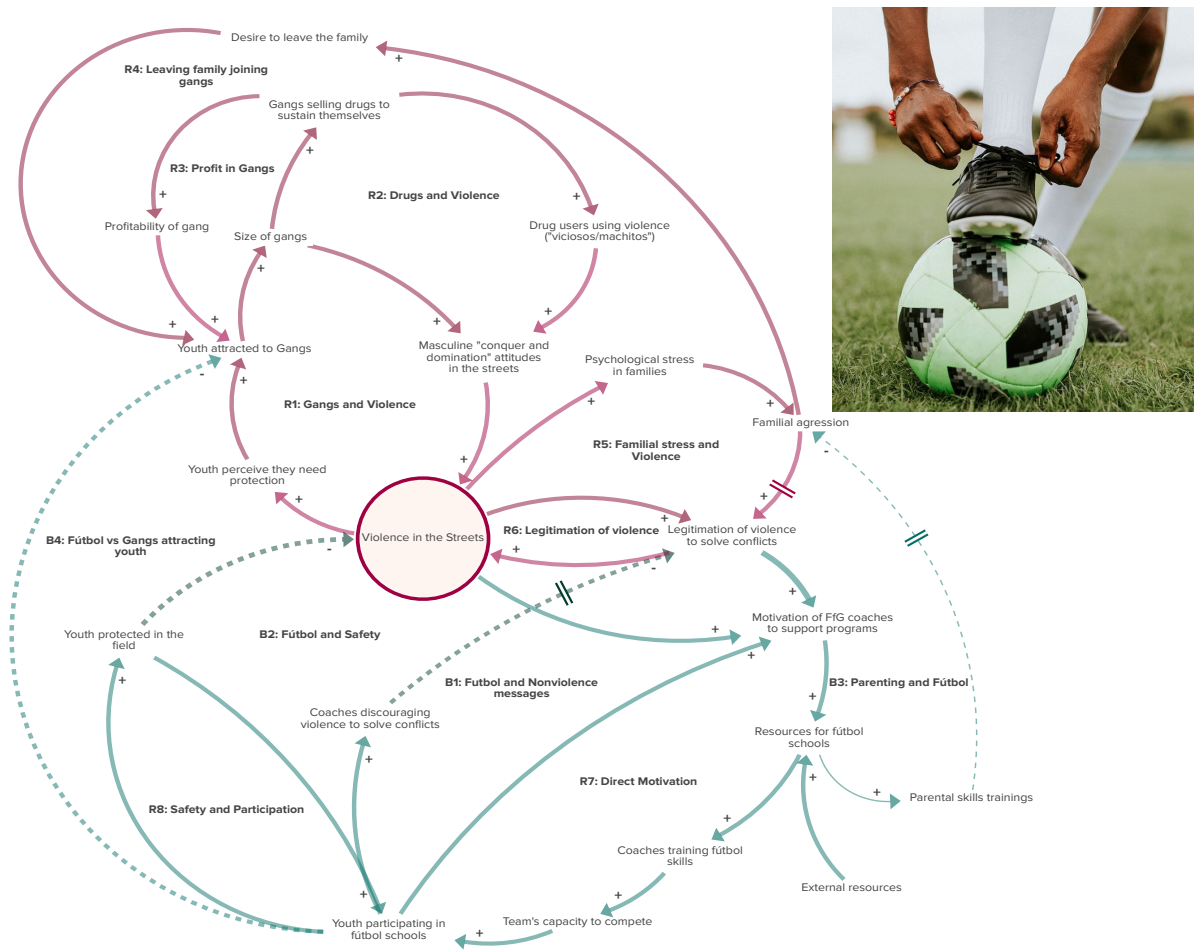 Desire to leave the family
+
R4: Leaving family joining
gangs
Gangs selling drugs to
sustain themselves
+
R3: Profit in Gangs
+
R2: Drugs and Violence
+
Profitability of gang
Size of gangs
Drug users using violence
("viciosos/machitos")
+
+
+
+
+
Youth attracted to Gangs
-
+
Masculine "conquer and
domination" attitudes
in the streets
Psychological stress
in families
+
+
R1: Gangs and Violence
Familial agression
-
R5: Familial stress and
Violence
+
Youth perceive they need
protection
+
+
Violence in the Streets
+
R6: Legitimation of violence
+
-
Legitimation of violence
to solve conflicts
B4: Fútbol vs Gangs attracting
youth
-
+
Motivation of FfG coaches
to support programs
+
+
Youth protected in the
field
B2: Fútbol and Safety
+
B1: Futbol and Nonviolence
messages
B3: Parenting and Fútbol
+
Coaches discouraging
violence to solve conflicts
+
Resources for fútbol
schools
+
R7: Direct Motivation
+
Parental skills trainings
R8: Safety and Participation
+
Coaches training fútbol
skills
External resources
+
+
Youth participating in
fútbol schools
+
Team's capacity to compete